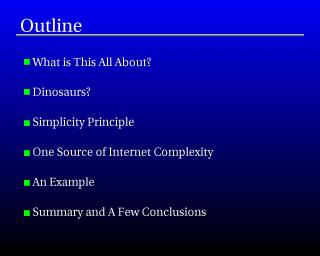 Outline
What is This All About?
Dinosaurs?
Simplicity Principle
One Source of Internet Complexity
An Example
Summary and A Few Conclusions